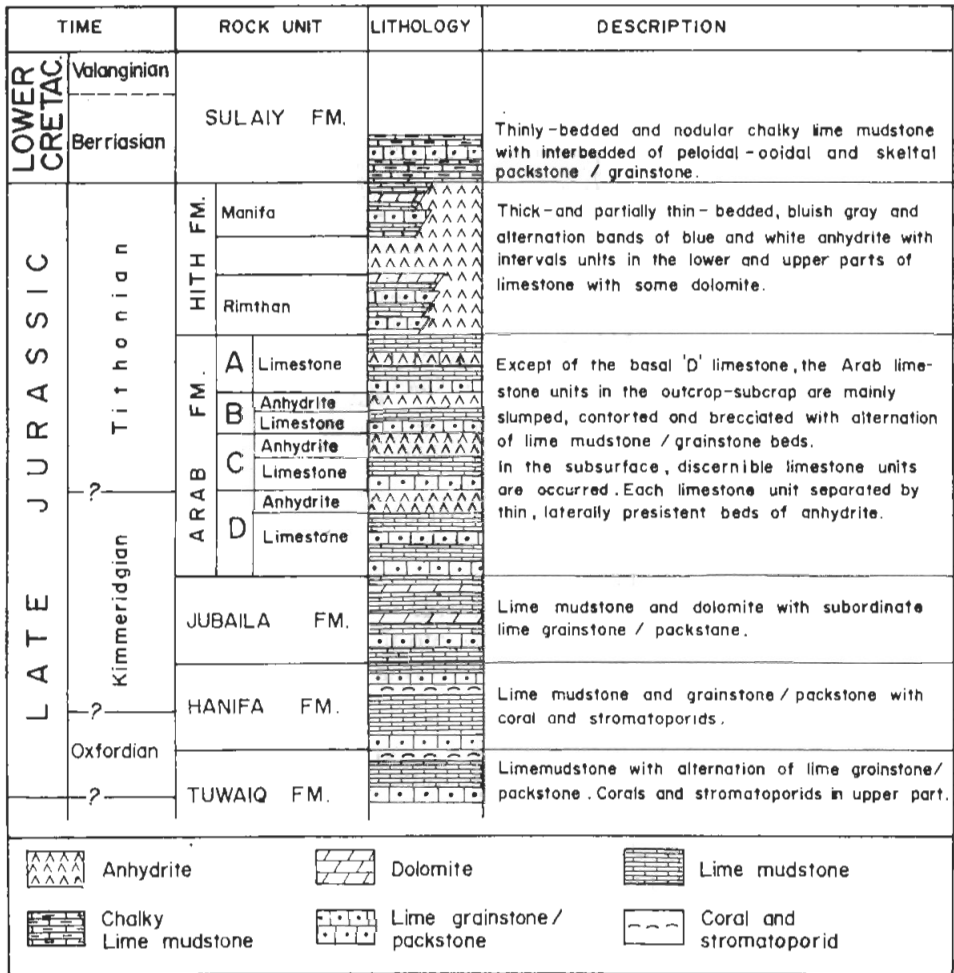 TIME
ROCK UNIT
LITHOLOGY
DESCRIPTION
LOWER
CRETAC.
Valanginian
Berriasian
SULAIY FM.
Thinly-bedded and nodular chalky lime mudstone
with interbedded of peloidal-ooidal and skeltal
packstone / grainstone.
LATE JURASSIC
Tithonian
HITH FM.
Manifa
Rimthan
Thick-and partially thin-bedded, bluish gray and
alternation bands of blue and white anhydrite with
intervals units in the lower and upper parts of
limestone with some dolomite.
ARAB FM.
A
Limestone
B
Anhydrite
Limestone
C
Anhydrite
Limestone
D
Anhydrite
Limestone
Except of the basal 'D' limestone, the Arab lime-
stone units in the outcrop-subcrap are mainly
slumped, contorted and brecciated with alternation
of lime mudstone / grainstone beds.
In the subsurface, discernible limestone units
are occurred. Each limestone unit separated by
thin, laterally presistent beds of anhydrite.
?
Kimmeridgian
JUBAILA FM.
Lime mudstone and dolomite with subordinate
lime grainstone / packstane.
HANIFA FM.
Lime mudstone and grainstone/packstone with
coral and stromatoporids.
?
Oxfordian
TUWAIQ FM.
Limemudstone with alternation of lime groinstone/
packstone. Corals and stromatoporids in upper part.
?
Anhydrite
Dolomite
Lime mudstone
Chalky
Lime mudstone
Lime grainstone/
packstone
Coral and
stromatoporid